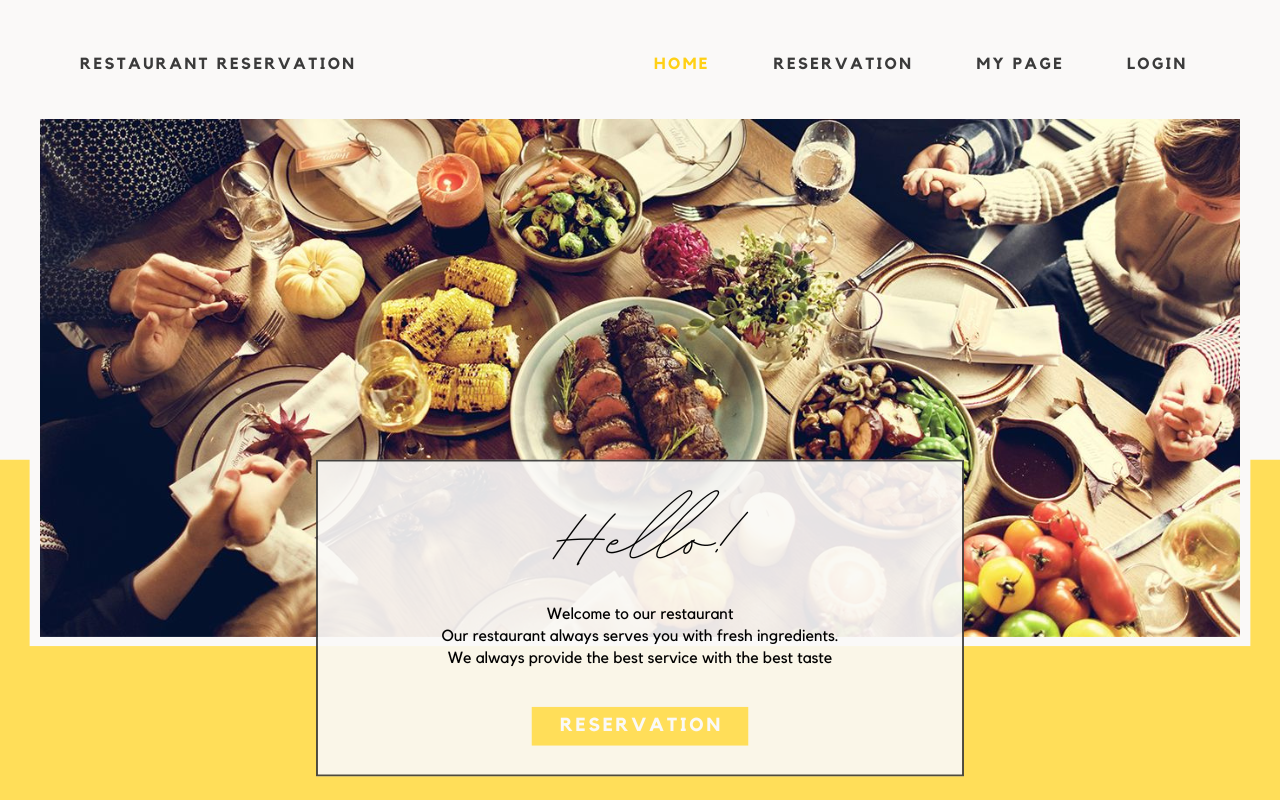 RESTAURANT RESERVATION
HOME
RESERVATION
MY PAGE
LOGIN
Hello!
Welcome to our restaurant
Our restaurant always serves you with fresh ingredients.
We always provide the best service with the best taste
RESERVATION